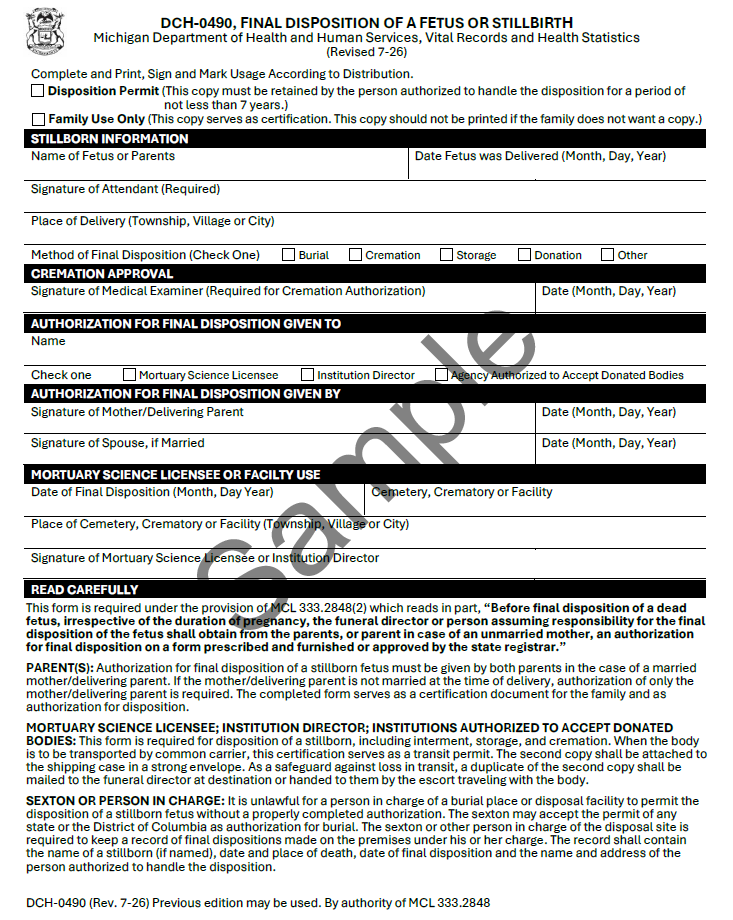 DCH-0490, FINAL DISPOSITION OF A FETUS OR STILLBIRTH
Michigan Department of Health and Human Services, Vital Records and Health Statistics
(Revised 7-26)
Complete and Print, Sign and Mark Usage According to Distribution.
Disposition Permit (This copy must be retained by the person authorized to handle the disposition for a period of
not less than 7 years.)
Family Use Only (This copy serves as certification. This copy should not be printed if the family does not want a copy.)
STILLBORN INFORMATION
Name of Fetus or Parents Date Fetus was Delivered (Month, Day, Year)
Signature of Attendant (Required)
Place of Delivery (Township, Village or City)
Method of Final Disposition (Check One) Burial Cremation Storage Donation Other
CREMATION APPROVAL
Signature of Medical Examiner (Required for Cremation Authorization) Date (Month, Day, Year)
AUTHORIZATION FOR FINAL DISPOSITION GIVEN TO
Name
Check one Mortuary Science Licensee Institution Director Agency Authorized to Accept Donated Bodies
AUTHORIZATION FOR FINAL DISPOSITION GIVEN BY
Signature of Mother/Delivering Parent Date (Month, Day, Year)
Signature of Spouse, if Married Date (Month, Day, Year)
MORTUARY SCIENCE LICENSEE OR FACILTY USE
Date of Final Disposition (Month, Day Year) Cemetery, Crematory or Facility
Place of Cemetery, Crematory or Facility (Township, Village or City)
Signature of Mortuary Science Licensee or Institution Director
Sample
READ CAREFULLY
This form is required under the provision of MCL 333.2848(2) which reads in part, “Before final disposition of a dead
fetus, irrespective of the duration of pregnancy, the funeral director or person assuming responsibility for the final
disposition of the fetus shall obtain from the parents, or parent in case of an unmarried mother, an authorization
for final disposition on a form prescribed and furnished or approved by the state registrar.”
PARENT(S): Authorization for final disposition of a stillborn fetus must be given by both parents in the case of a married
mother/delivering parent. If the mother/delivering parent is not married at the time of delivery, authorization of only the
mother/delivering parent is required. The completed form serves as a certification document for the family and as
authorization for disposition.
MORTUARY SCIENCE LICENSEE; INSTITUTION DIRECTOR; INSTITUTIONS AUTHORIZED TO ACCEPT DONATED
BODIES: This form is required for disposition of a stillborn, including interment, storage, and cremation. When the body
is to be transported by common carrier, this certification serves as a transit permit. The second copy shall be attached to
the shipping case in a strong envelope. As a safeguard against loss in transit, a duplicate of the second copy shall be
mailed to the funeral director at destination or handed to them by the escort traveling with the body.
SEXTON OR PERSON IN CHARGE: It is unlawful for a person in charge of a burial place or disposal facility to permit the
disposition of a stillborn fetus without a properly completed authorization. The sexton may accept the permit of any
state or the District of Columbia as authorization for burial. The sexton or other person in charge of the disposal site is
required to keep a record of final dispositions made on the premises under his or her charge. The record shall contain
the name of a stillborn (if named), date and place of death, date of final disposition and the name and address of the
person authorized to handle the disposition.
DCH-0490 (Rev. 7-26) Previous edition may be used. By authority of MCL 333.2848